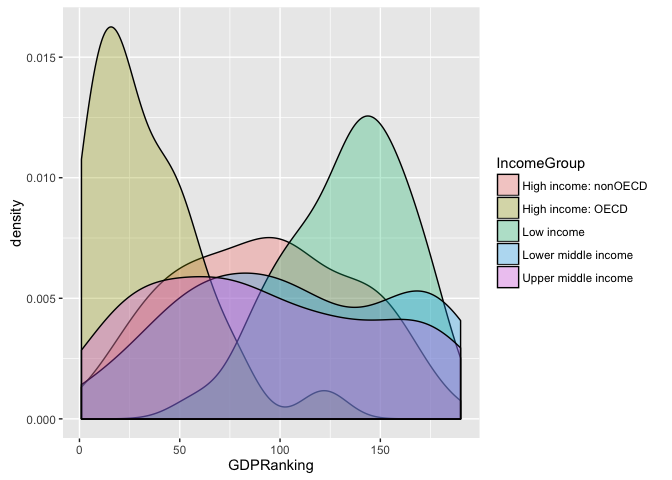 0.015
0.010
0.005
0.000
density
0
50
100
150
GDPRanking
IncomeGroup
High income: nonOECD
High income: OECD
Low income
Lower middle income
Upper middle income